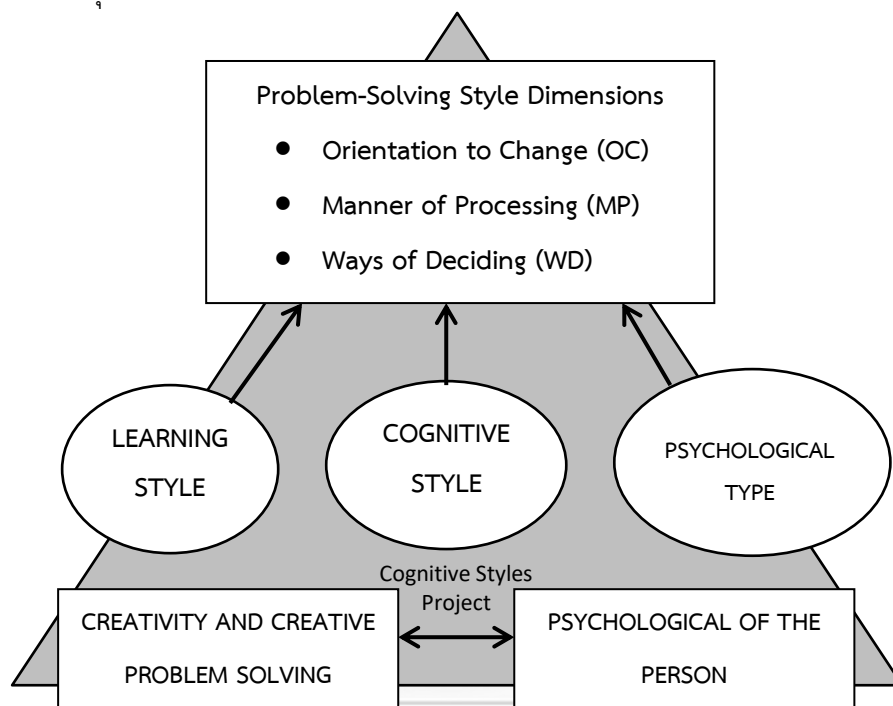 Problem-Solving Style Dimensions
● Orientation to Change (OC)
● Manner of Processing (MP)
● Ways of Deciding (WD)
LEARNING
STYLE
COGNITIVE
STYLE
PSYCHOLOGICAL
TYPE
Cognitive Styles
Project
CREATIVITY AND CREATIVE
PROBLEM SOLVING
PSYCHOLOGICAL OF THE
PERSON